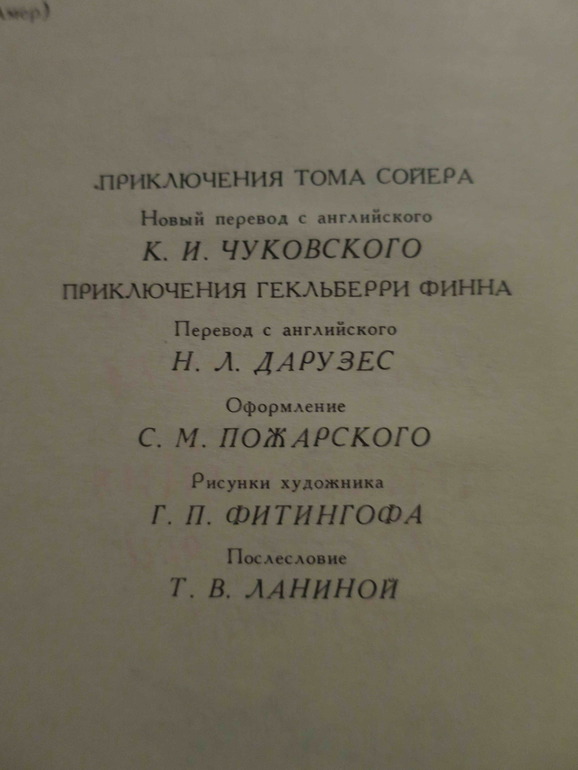 Амер)
ПРИКЛЮЧЕНИЯ ТОМА СОЙЕРА
Новый перевод с английского
К. И. ЧУКОВСКОГО
ПРИКЛЮЧЕНИЯ ГЕКЛЬБЕРРИ ФИННА
Перевод с английского
Н. Л. ДАРУЗЕС
Оформление
С. М. ПОЖАРСКОГО
Рисунки художника
Г. П. ФИТИНГОФА
Послесловие
Т. В. ЛАНИНОЙ